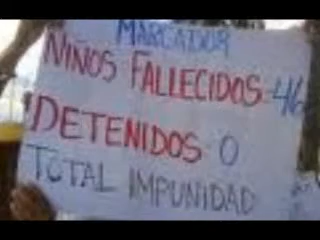 MARCADOR
NIÑOS FALLECIDOS-46
DETENIDOS 0
TOTAL IMPUNIDAD